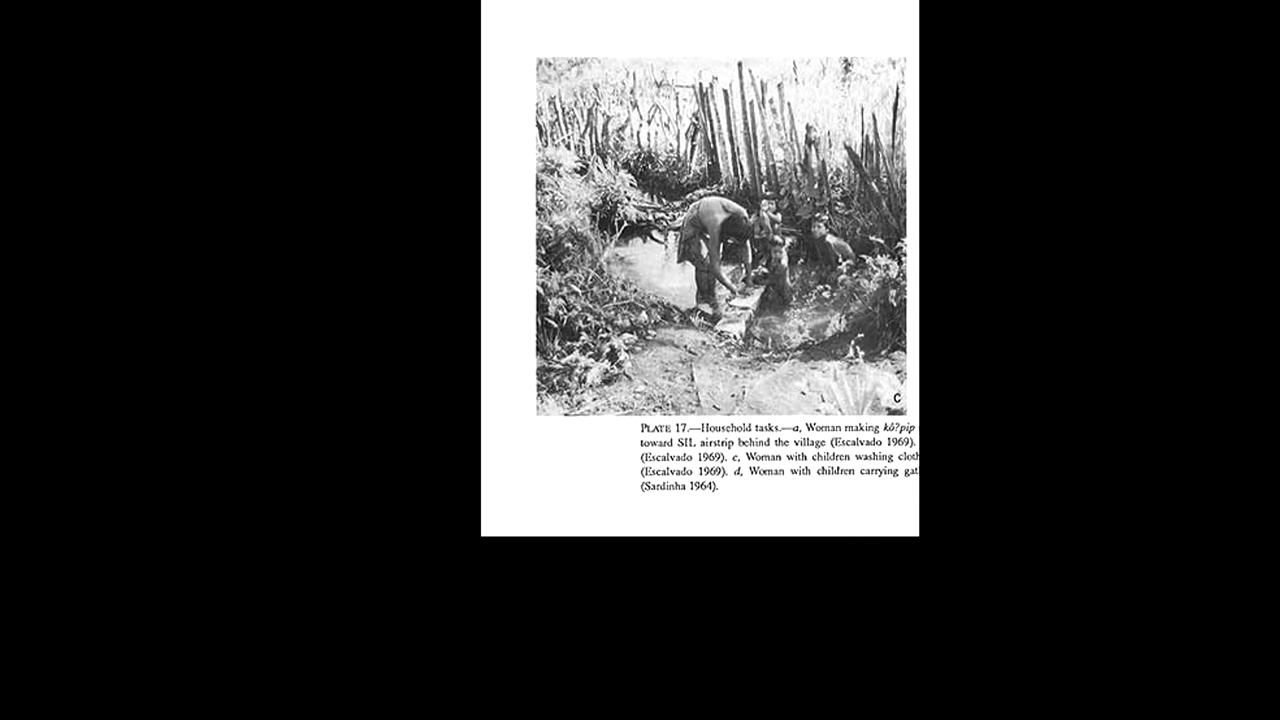 C
PLATE 17.—Household tasks.—a, Woman making kô?pip
toward SIL airstrip behind the village (Escalvado 1969).
(Escalvado 1969). c, Woman with children washing cloth
(Escalvado 1969). d, Woman with children carrying gat
(Sardinha 1964).